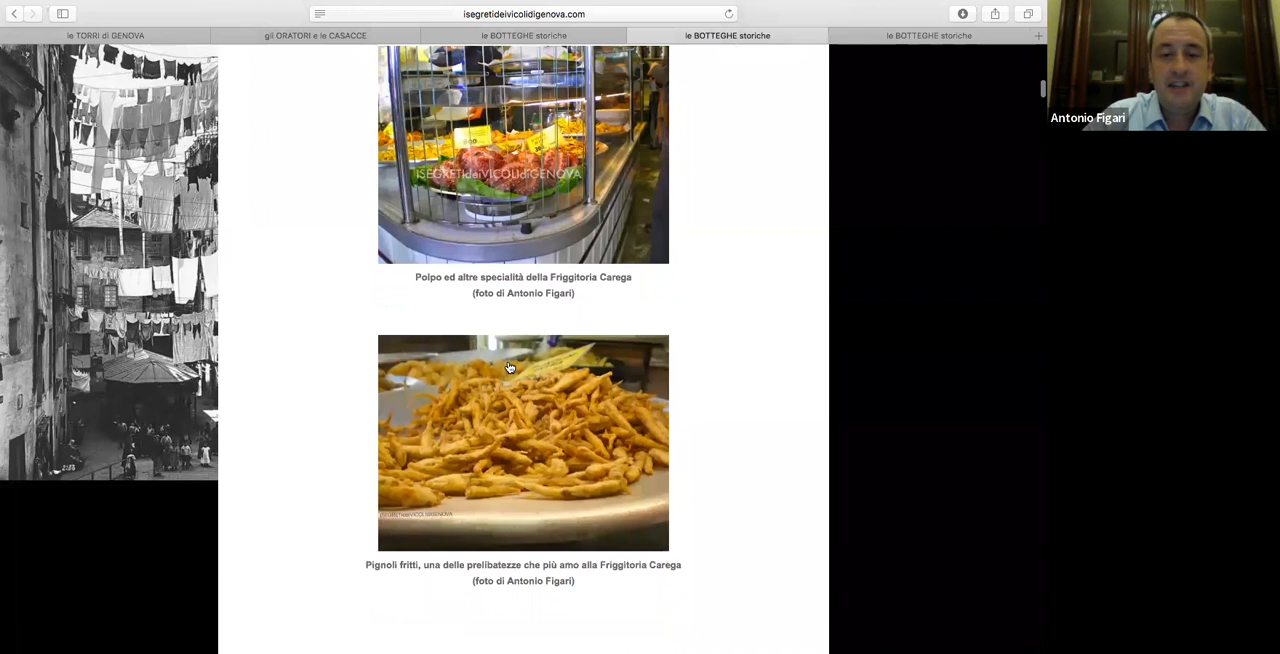 isegretideivicolidigenova.com
le TORRI di GENOVA
gli ORATORI e le CASACCE
le BOTTEGHE storiche
le BOTTEGHE storiche
le BOTTEGHE storiche
Antonio Figari
iSEGRETIdeiVICOLIdiGENOVA
Polpo ed altre specialità della Friggitoria Carega
(foto di Antonio Figari)
iSEGRETIdeiVICOLIdiGENOVA
Pignoli fritti, una delle prelibatezze che più amo alla Friggitoria Carega
(foto di Antonio Figari)